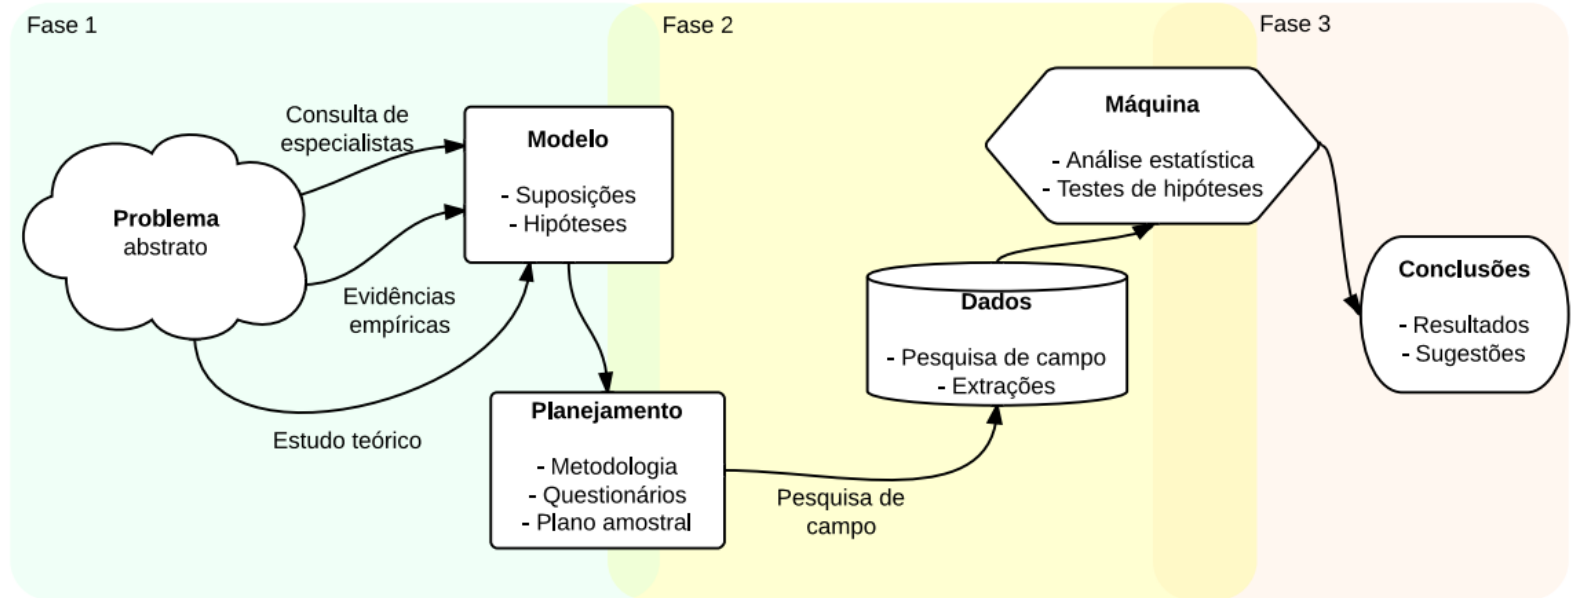 Fase 1
Fase 2
Fase 3
Problema
abstrato
Consulta de
especialistas
Evidências
empíricas
Estudo teórico
Modelo
- Suposições
- Hipóteses
Planejamento
- Metodologia
- Questionários
- Plano amostral
Pesquisa de
campo
Dados
- Pesquisa de campo
- Extrações
Máquina
- Análise estatística
- Testes de hipóteses
Conclusões
- Resultados
- Sugestões